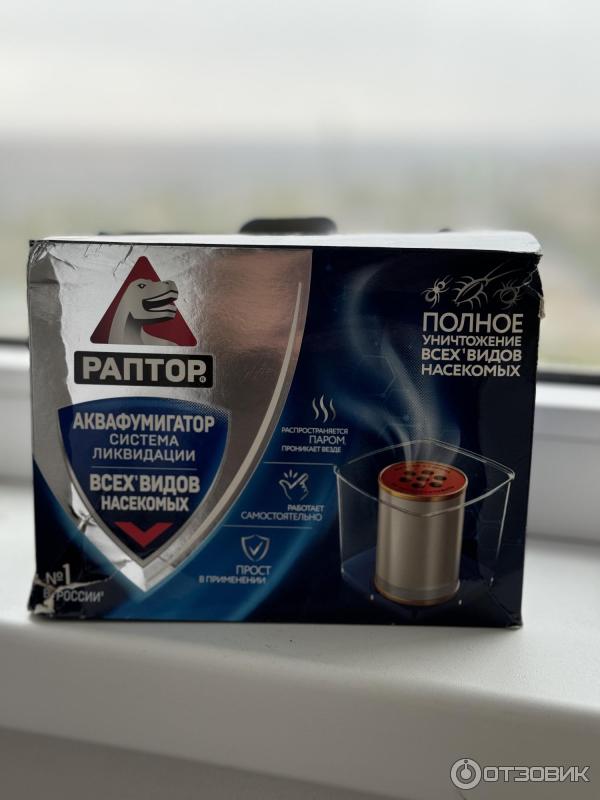 РАПТОР®
АКВАФУМИГАТОР
СИСТЕМА
ЛИКВИДАЦИИ
ВСЕХ*ВИДОВ
НАСЕКОМЫХ
№1
В РОССИИ¹
РАСПРОСТРАНЯЕТСЯ
ПАРОМ,
ПРОНИКАЕТ ВЕЗДЕ
РАБОТАЕТ
САМОСТОЯТЕЛЬНО
ПРОСТ
В ПРИМЕНЕНИИ
ПОЛНОЕ
УНИЧТОЖЕНИЕ
ВСЕХ*ВИДОВ
НАСЕКОМЫХ
ОТЗОВИК